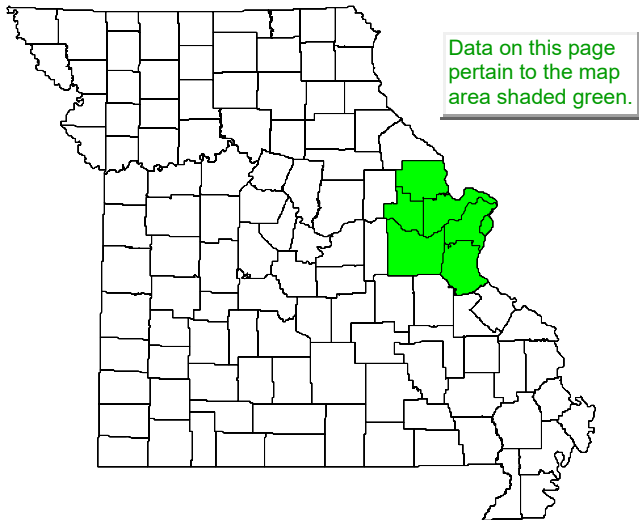 Data on this page
pertain to the map
area shaded green.